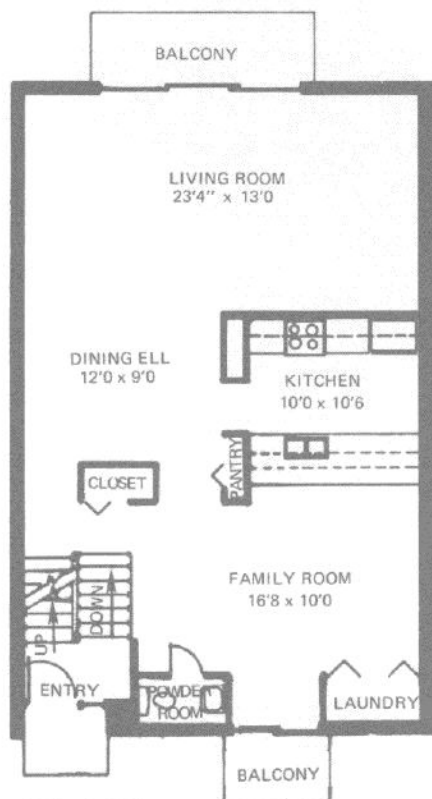 BALCONY
LIVING ROOM
23'4" x 13'0
DINING ELL
12'0 x 9'0
KITCHEN
10'0 x 10'6
CLOSET
PANTRY
FAMILY ROOM
16'8 x 10'0
UP
DOWN
ENTRY
POWDER
ROOM
LAUNDRY
BALCONY